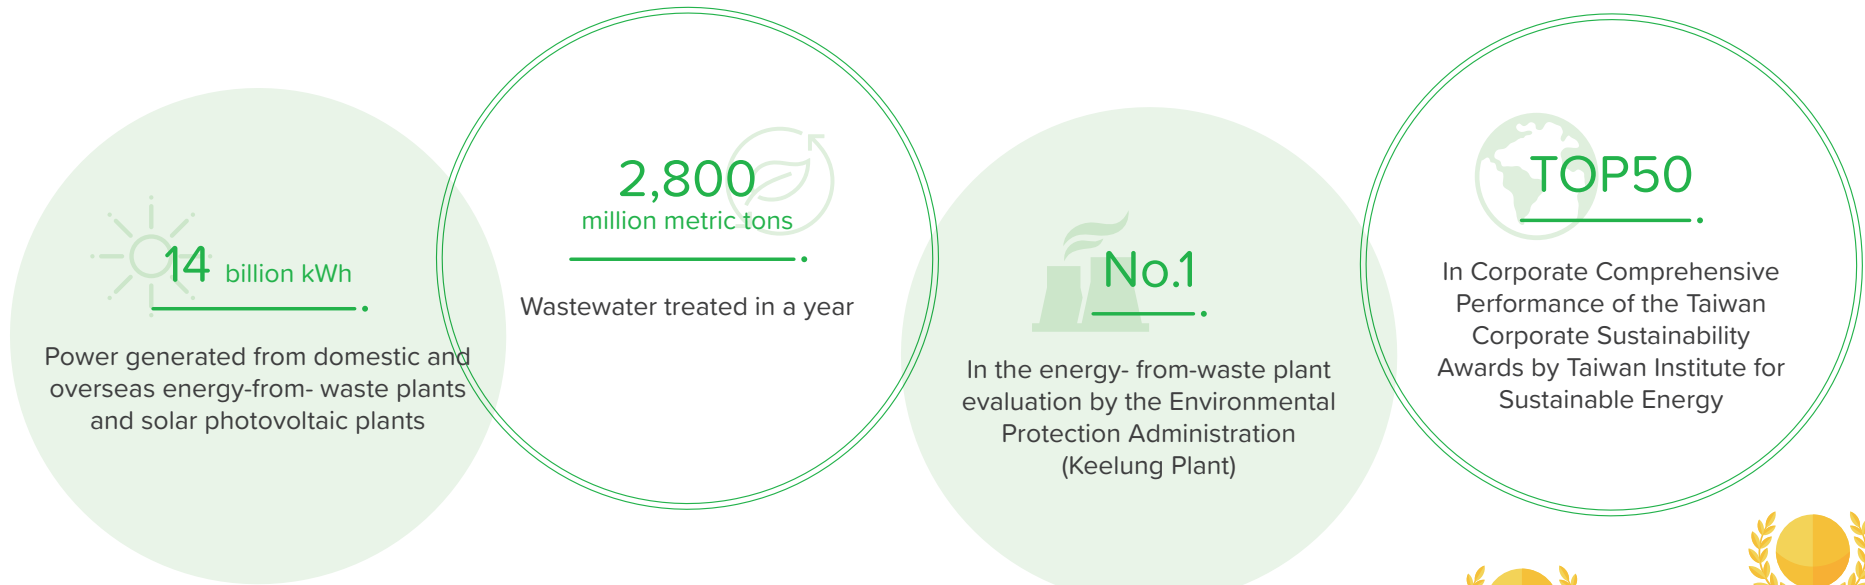 14 billion kWh
Power generated from domestic and
overseas energy-from- waste plants
and solar photovoltaic plants
2,800
million metric tons
Wastewater treated in a year
No.1
In the energy- from-waste plant
evaluation by the Environmental
Protection Administration
(Keelung Plant)
TOP50
In Corporate Comprehensive
Performance of the Taiwan
Corporate Sustainability
Awards by Taiwan Institute for
Sustainable Energy